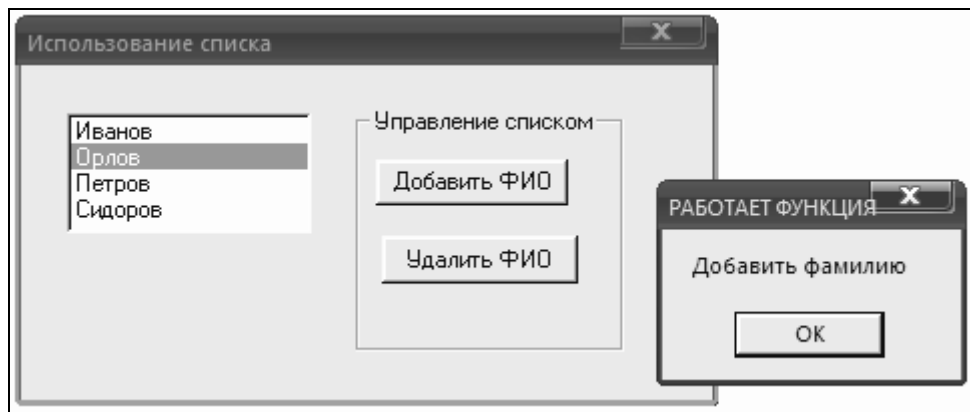 Использование списка
X
Иванов
Орлов
Петров
Сидоров
Управление списком
Добавить ФИО
Удалить ФИО
РАБОТАЕТ ФУНКЦИЯ
X
Добавить фамилию
OK